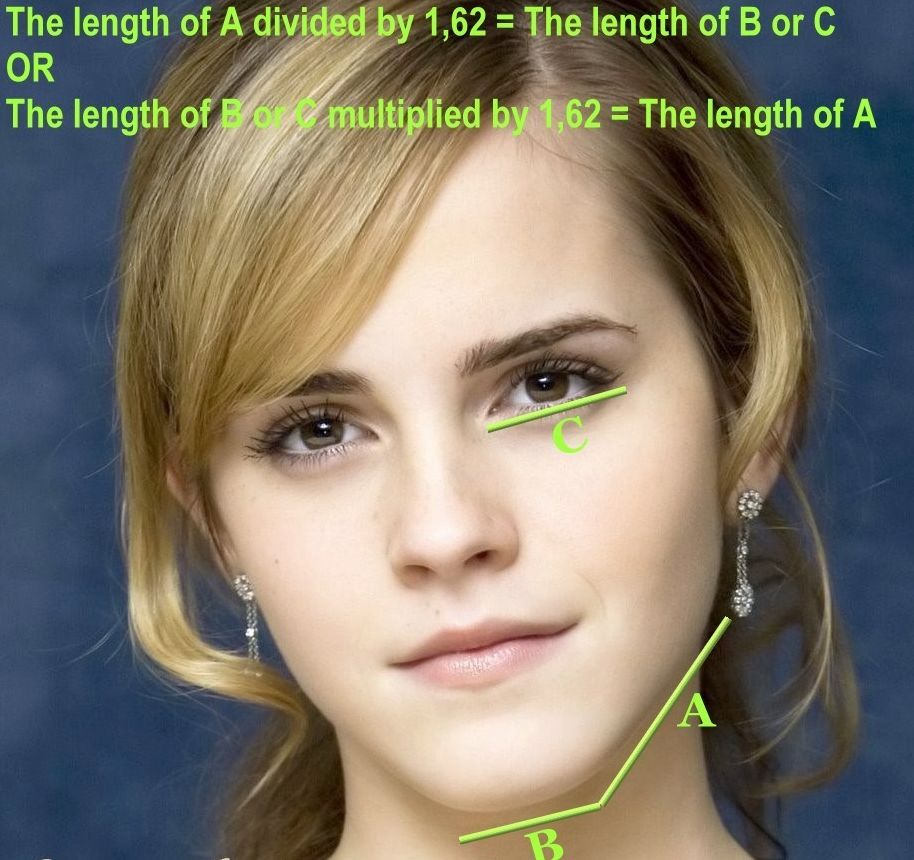 The length of A divided by 1,62 = The length of B or C
OR
The length of B or C multiplied by 1,62 = The length of A
C
A
B